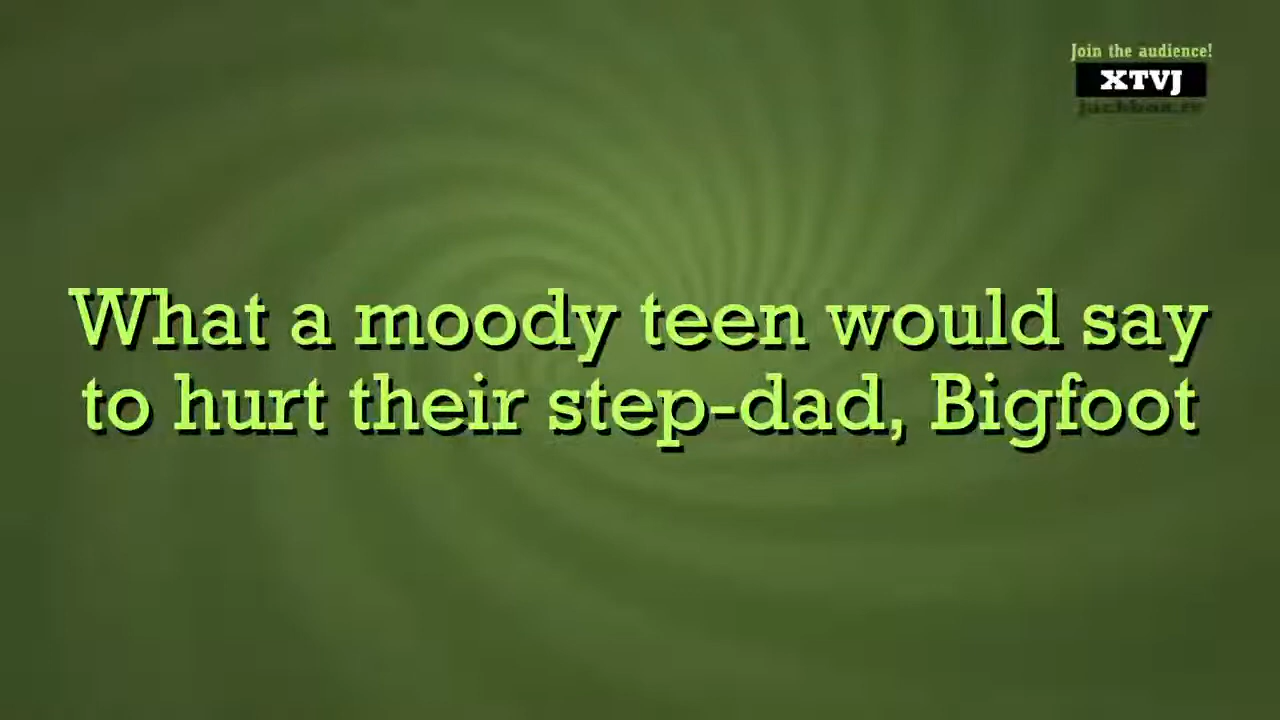 Join the audience!
XTVJ
What a moody teen would say
to hurt their step-dad, Bigfoot